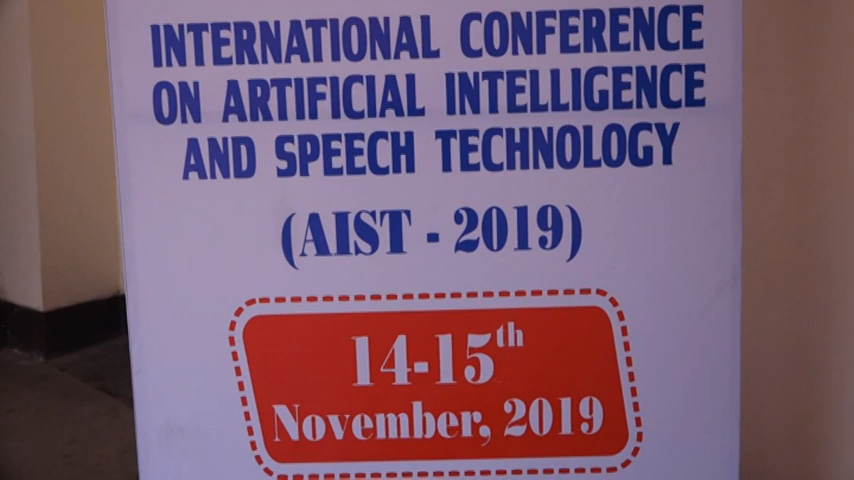 INTERNATIONAL CONFERENCE
ON ARTIFICIAL INTELLIGENCE
AND SPEECH TECHNOLOGY
(AIST - 2019)
14-15th
November, 2019